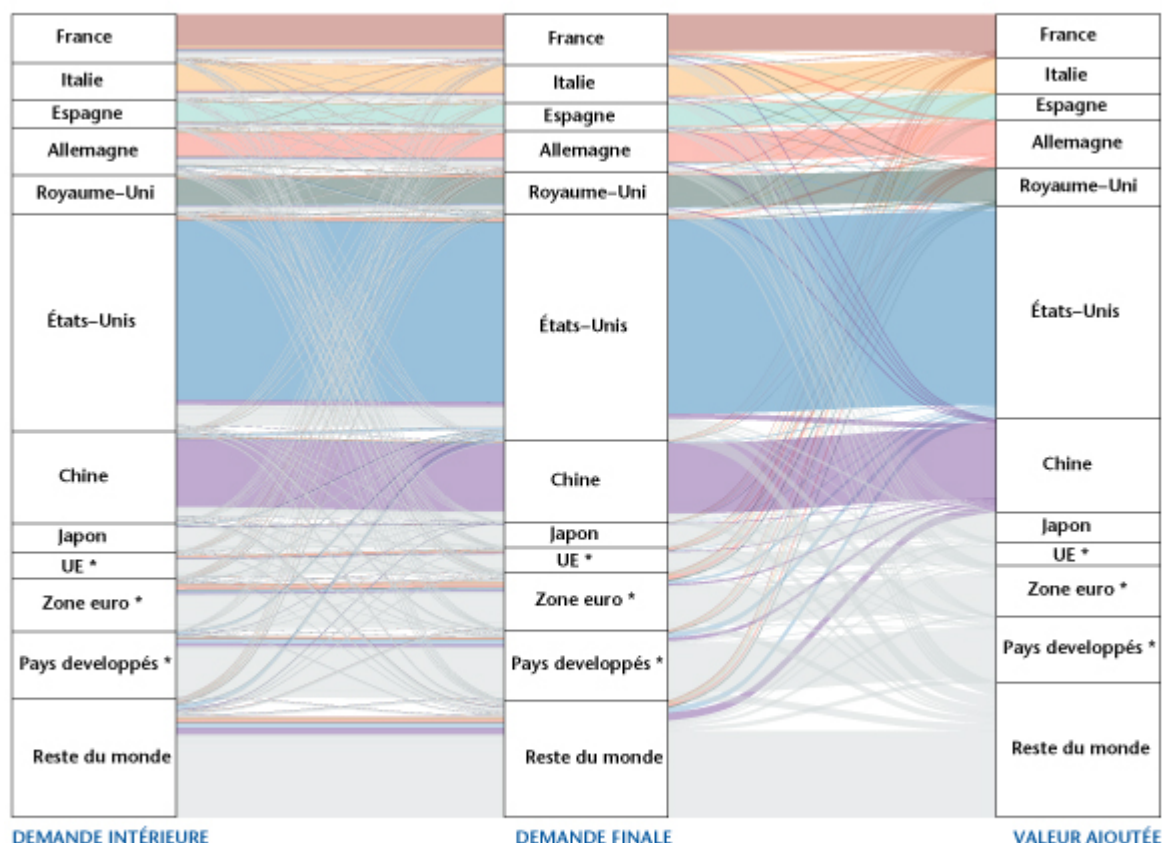 France
Italie
Espagne
Allemagne
Royaume–Uni
États–Unis
Chine
Japon
UE *
Zone euro *
Pays developpés *
Reste du monde
DEMANDE INTÉRIEURE
France
Italie
Espagne
Allemagne
Royaume–Uni
États–Unis
Chine
Japon
UE *
Zone euro *
Pays developpés *
Reste du monde
DEMANDE FINALE
France
Italie
Espagne
Allemagne
Royaume–Uni
États–Unis
Chine
Japon
UE *
Zone euro *
Pays developpés *
Reste du monde
VALEUR AJOUTÉE